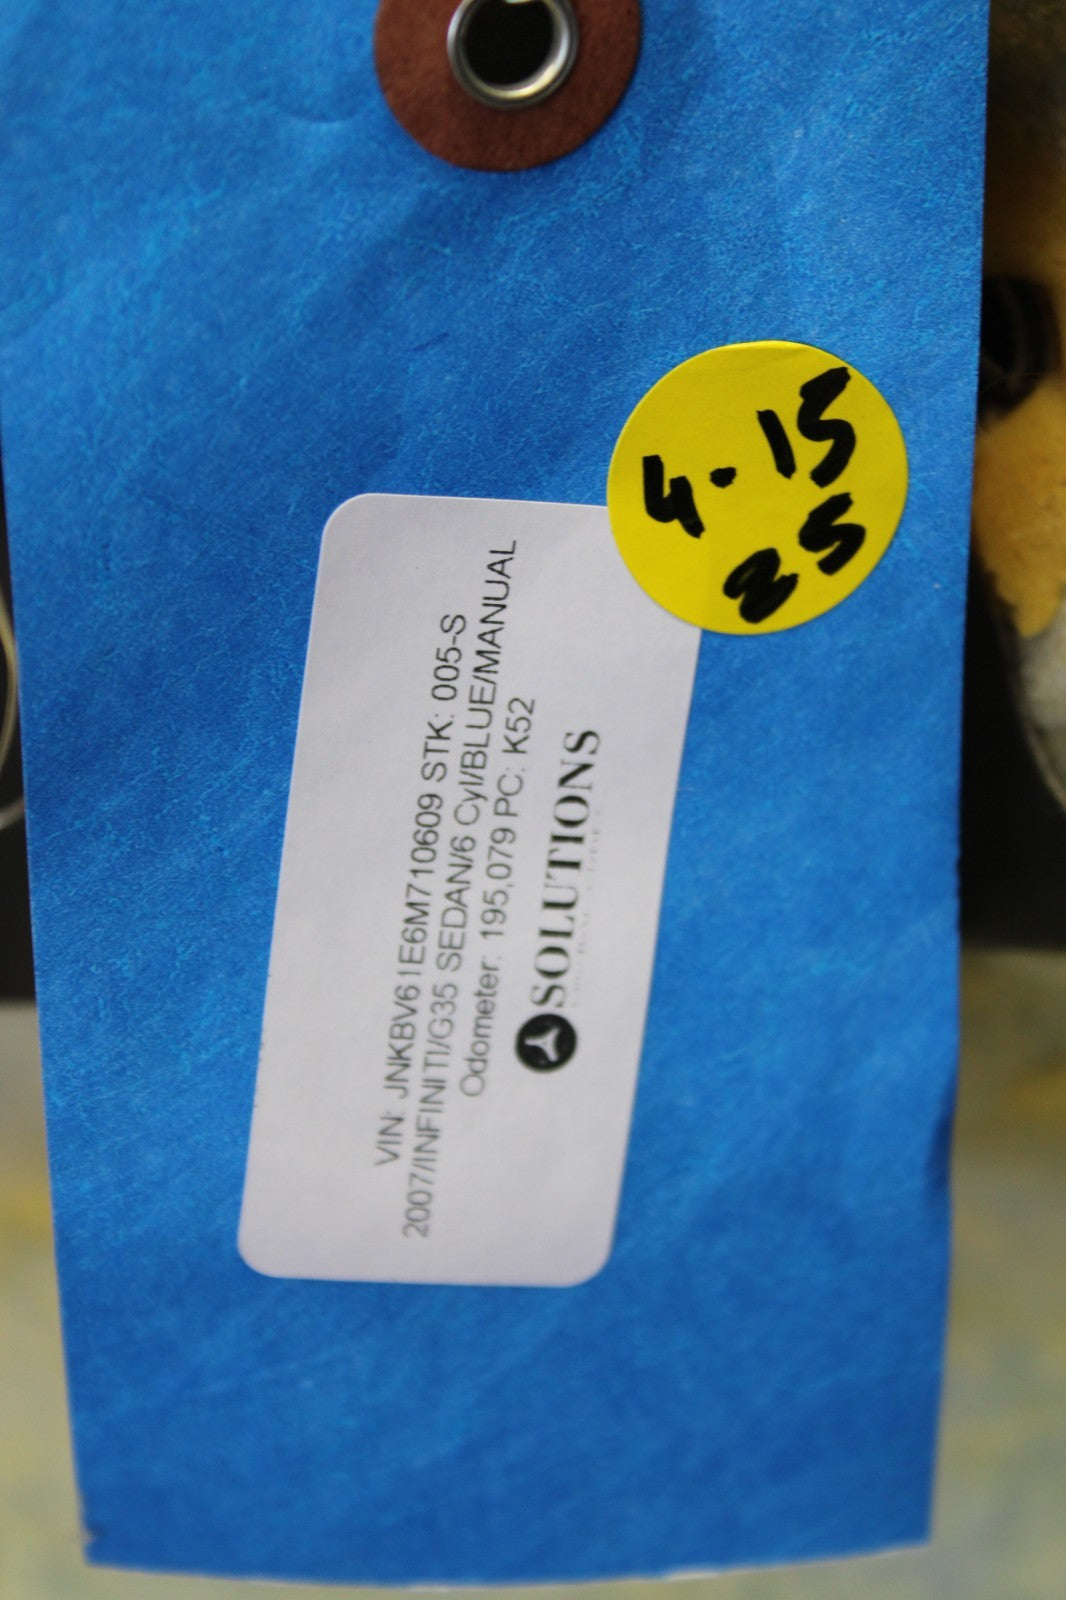 4.15
25
VIN: JNKBV61E6M710609 STK: 005-S
2007/INFINITI/G35 SEDAN/6 Cyl/BLUE/MANUAL
Odometer: 195,079 PC: K52
SOLUTIONS